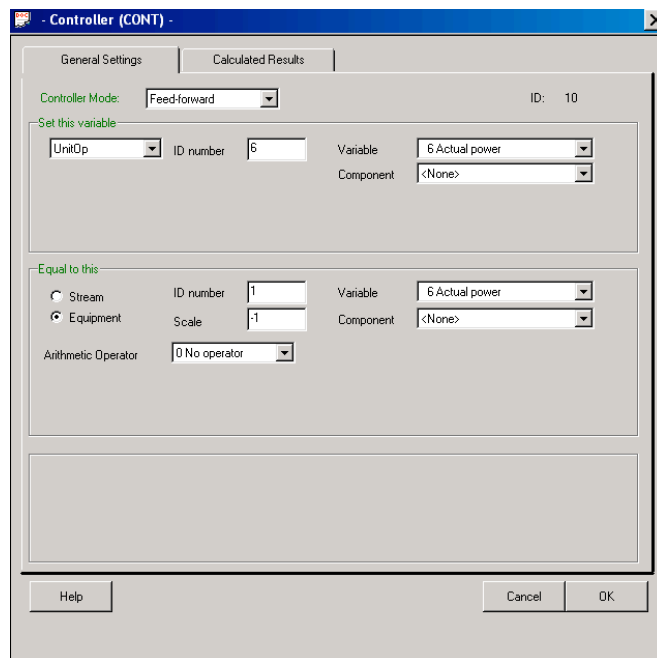 - Controller (CONT) -
General Settings
Calculated Results
Controller Mode:
Feed-forward
ID: 10
Set this variable
UnitOp
ID number
6
Variable
6 Actual power
Component
<None>
Equal to this
Stream
ID number
1
Variable
6 Actual power
Equipment
Scale
-1
Component
<None>
Arithmetic Operator
0 No operator
Help
Cancel
OK